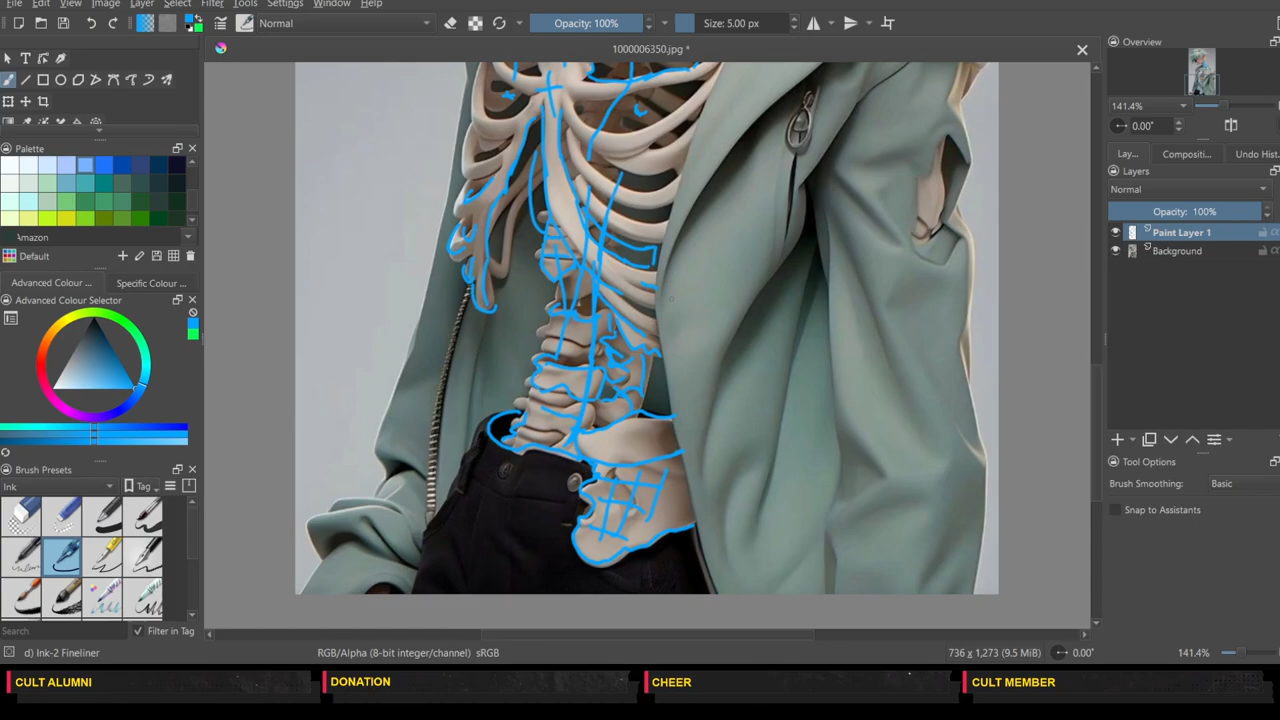 File Edit View Image Layer Select Filter Tools Settings Window Help
Normal
Opacity: 100%
Size: 5.00 px
1000006350.jpg *
Overview
141.4%
0.00°
Lay...
Compositi...
Undo Hist.
Layers
Normal
Opacity: 100%
Paint Layer 1
Background
Tool Options
Brush Smoothing:
Basic
Snap to Assistants
Palette
Amazon
Default
Advanced Colour ...
Specific Colour ...
Advanced Colour Selector
Brush Presets
Ink
Tag
Search
Filter in Tag
d) Ink-2 Fineliner
RGB/Alpha (8-bit integer/channel) sRGB
736 x 1,273 (9.5 MiB)
0.00°
141.4%
CULT ALUMNI
DONATION
CHEER
CULT MEMBER